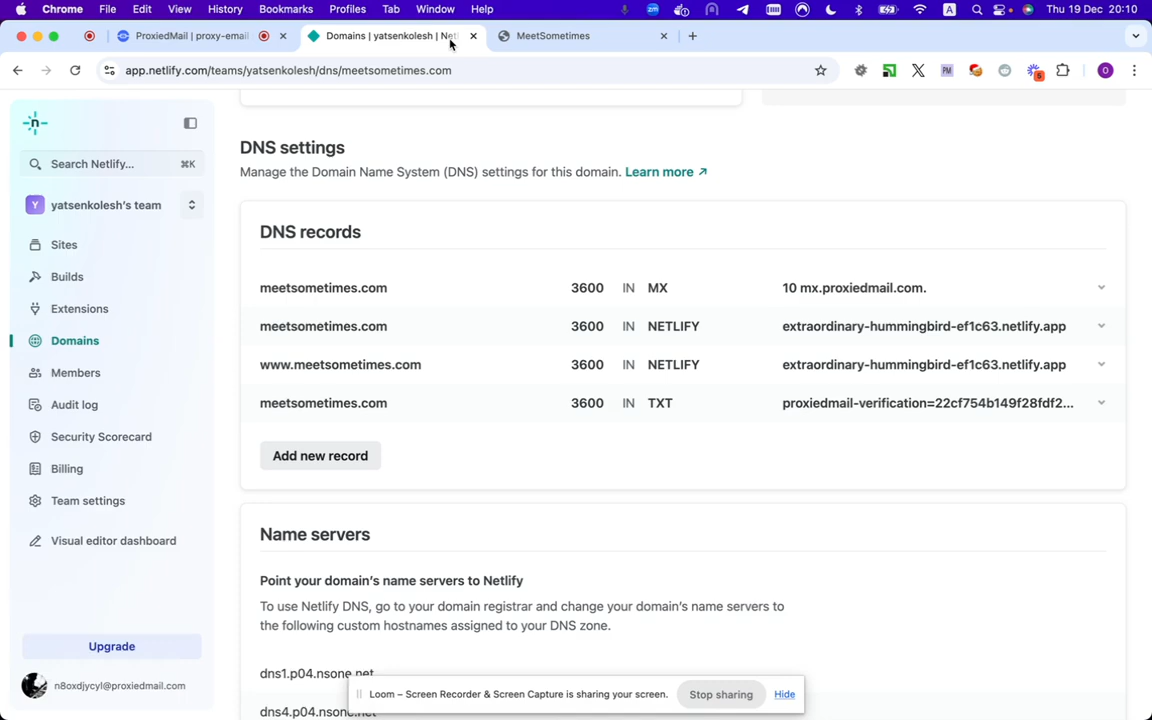 Chrome File Edit View History Bookmarks Profiles Tab Window Help A Thu 19 Dec 20:10
ProxiedMail | proxy-email
Domains | yatsenkolesh | Netl
MeetSometimes
app.netlify.com/teams/yatsenkolesh/dns/meetsometimes.com
PM
5
O
n
Search Netlify... ⌘K
Y yatsenkolesh's team
Sites
Builds
Extensions
Domains
Members
Audit log
Security Scorecard
Billing
Team settings
Visual editor dashboard
Upgrade
n8oxdjycyl@proxiedmail.com
DNS settings
Manage the Domain Name System (DNS) settings for this domain. Learn more ↗
DNS records
meetsometimes.com 3600 IN MX 10 mx.proxiedmail.com.
meetsometimes.com 3600 IN NETLIFY extraordinary-hummingbird-ef1c63.netlify.app
www.meetsometimes.com 3600 IN NETLIFY extraordinary-hummingbird-ef1c63.netlify.app
meetsometimes.com 3600 IN TXT proxiedmail-verification=22cf754b149f28fdf2...
Add new record
Name servers
Point your domain's name servers to Netlify
To use Netlify DNS, go to your domain registrar and change your domain's name servers to
the following custom hostnames assigned to your DNS zone.
dns1.p04.nsone.net
dns4.p04.nsone.net
Loom – Screen Recorder & Screen Capture is sharing your screen. Stop sharing Hide